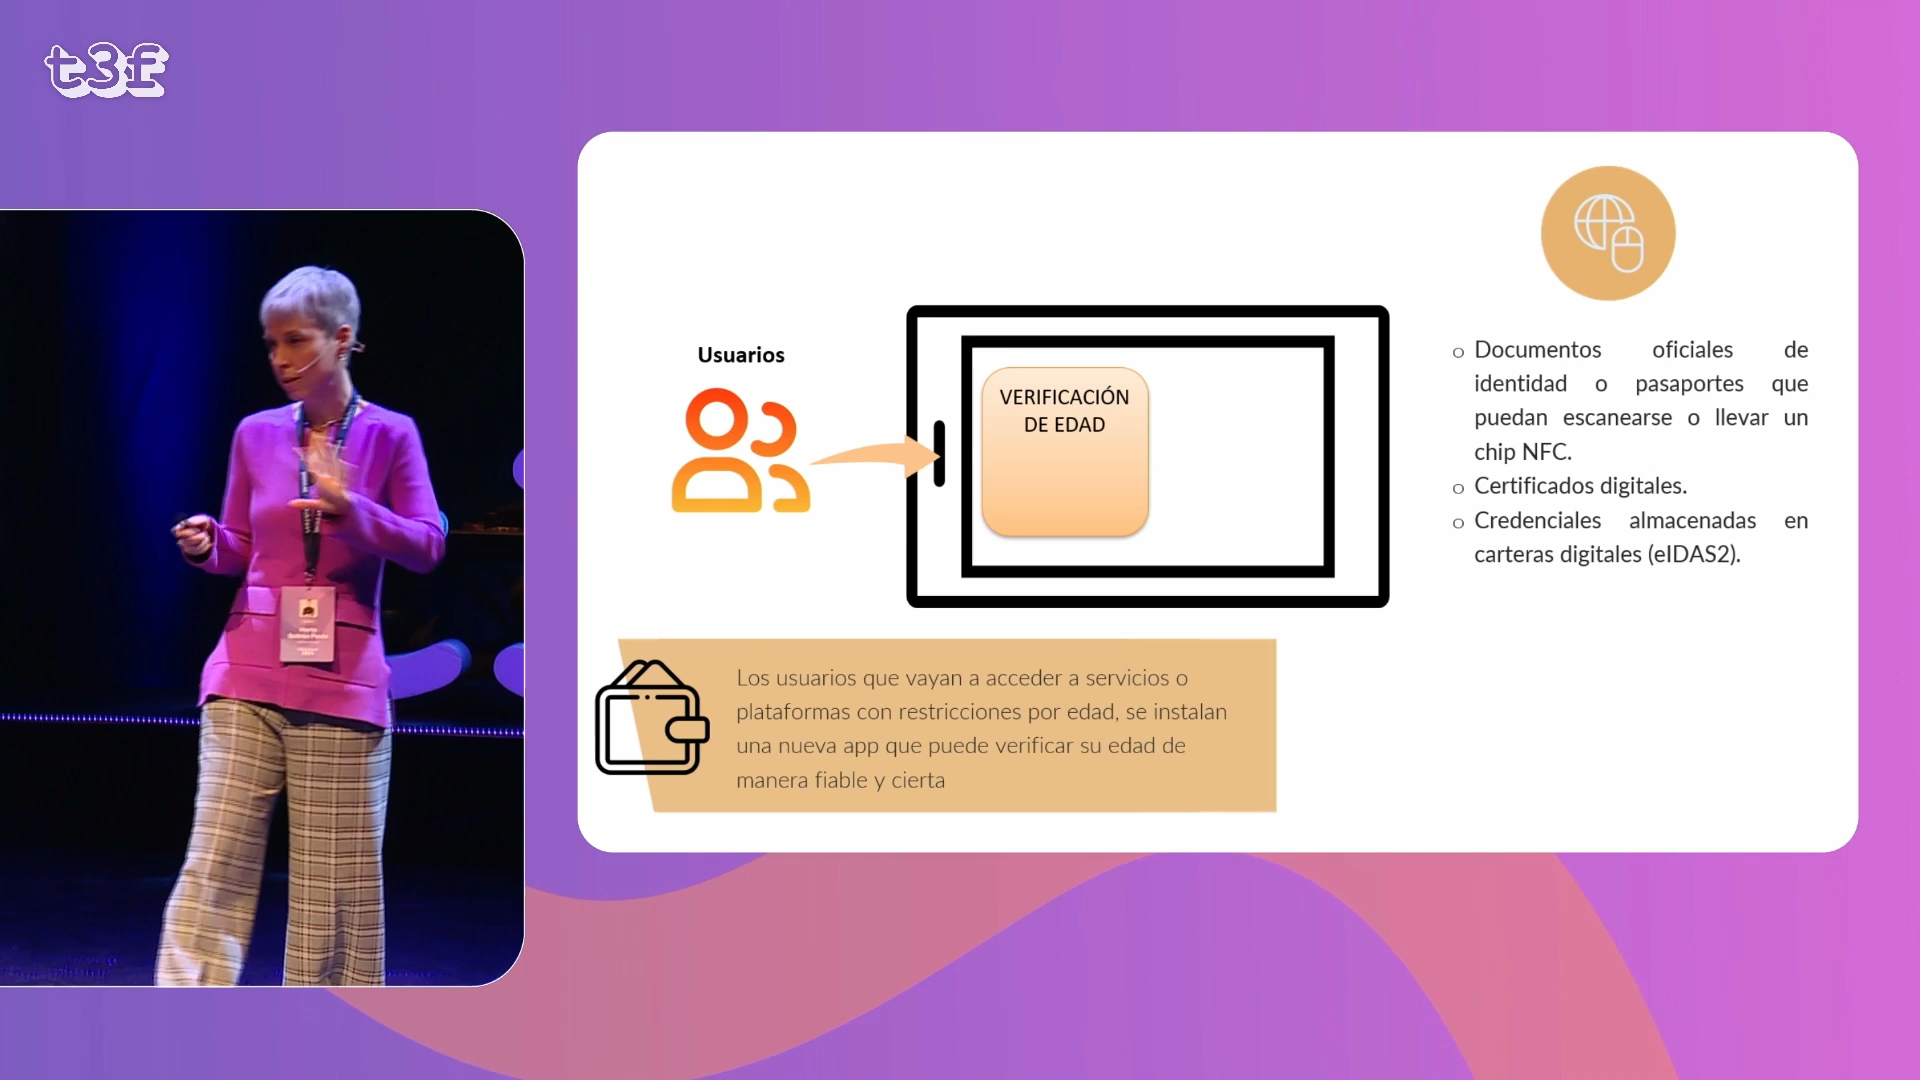 t3f
Usuarios
VERIFICACIÓN
DE EDAD
o Documentos oficiales de
identidad o pasaportes que
puedan escanearse o llevar un
chip NFC.
o Certificados digitales.
o Credenciales almacenadas en
carteras digitales (eIDAS2).
Los usuarios que vayan a acceder a servicios o
plataformas con restricciones por edad, se instalan
una nueva app que puede verificar su edad de
manera fiable y cierta